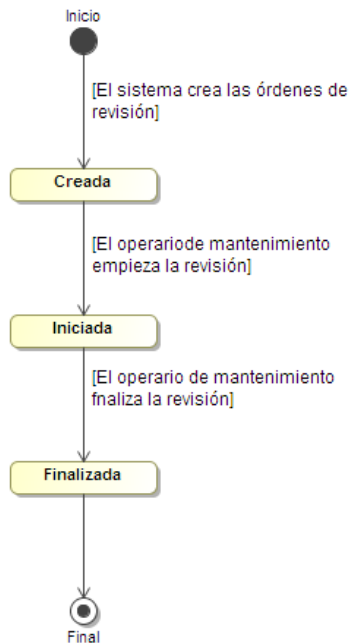 Inicio
[El sistema crea las órdenes de
revisión]
Creada
[El operariode mantenimiento
empieza la revisión]
Iniciada
[El operario de mantenimiento
fnaliza la revisión]
Finalizada
Final